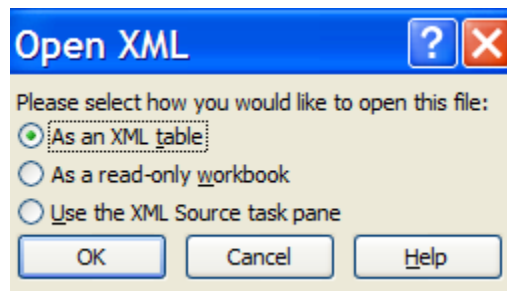 Open XML
Please select how you would like to open this file:
As an XML table
As a read-only workbook
Use the XML Source task pane
OK Cancel Help